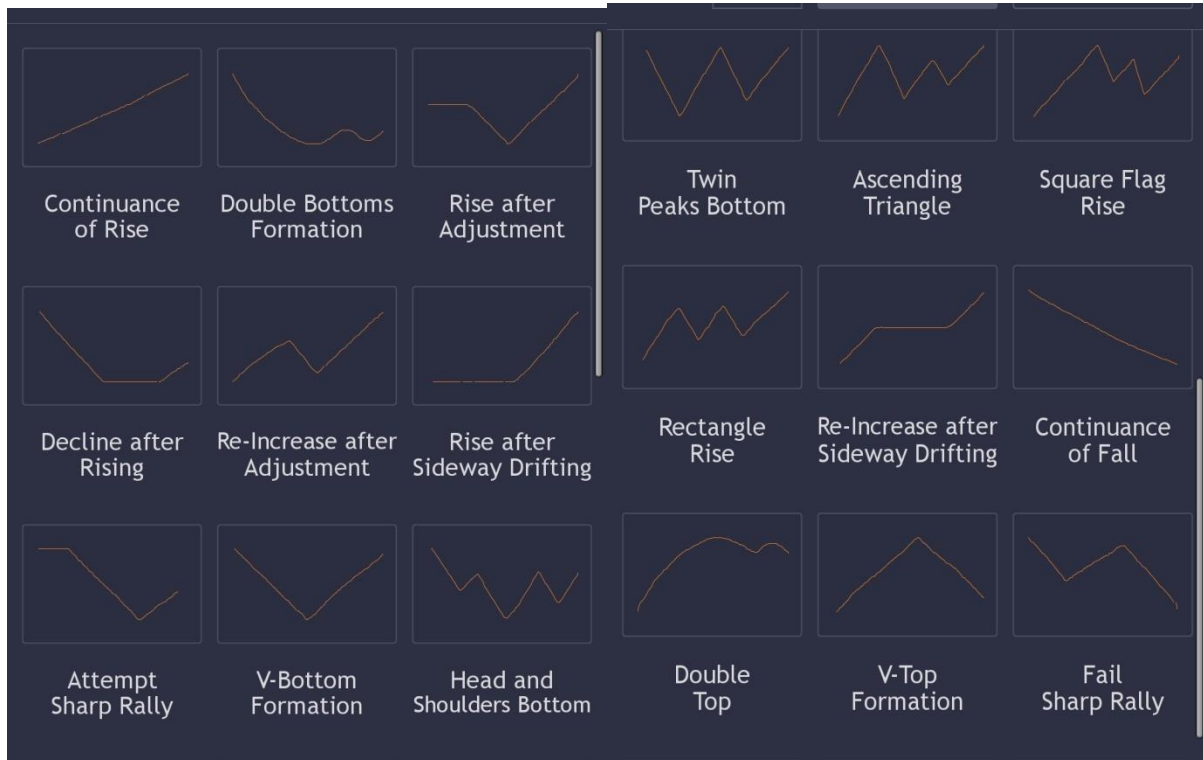 Continuance
of Rise
Double Bottoms
Formation
Rise after
Adjustment
Decline after
Rising
Re-Increase after
Adjustment
Rise after
Sideway Drifting
Attempt
Sharp Rally
V-Bottom
Formation
Head and
Shoulders Bottom
Twin
Peaks Bottom
Ascending
Triangle
Square Flag
Rise
Rectangle
Rise
Re-Increase after
Sideway Drifting
Continuance
of Fall
Double
Top
V-Top
Formation
Fail
Sharp Rally